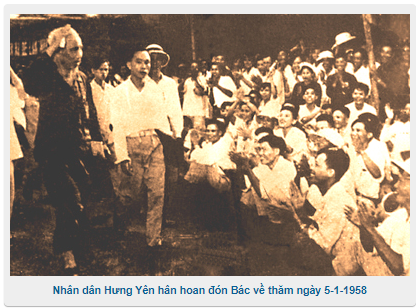 Nhân dân Hưng Yên hân hoan đón Bác về thăm ngày 5-1-1958